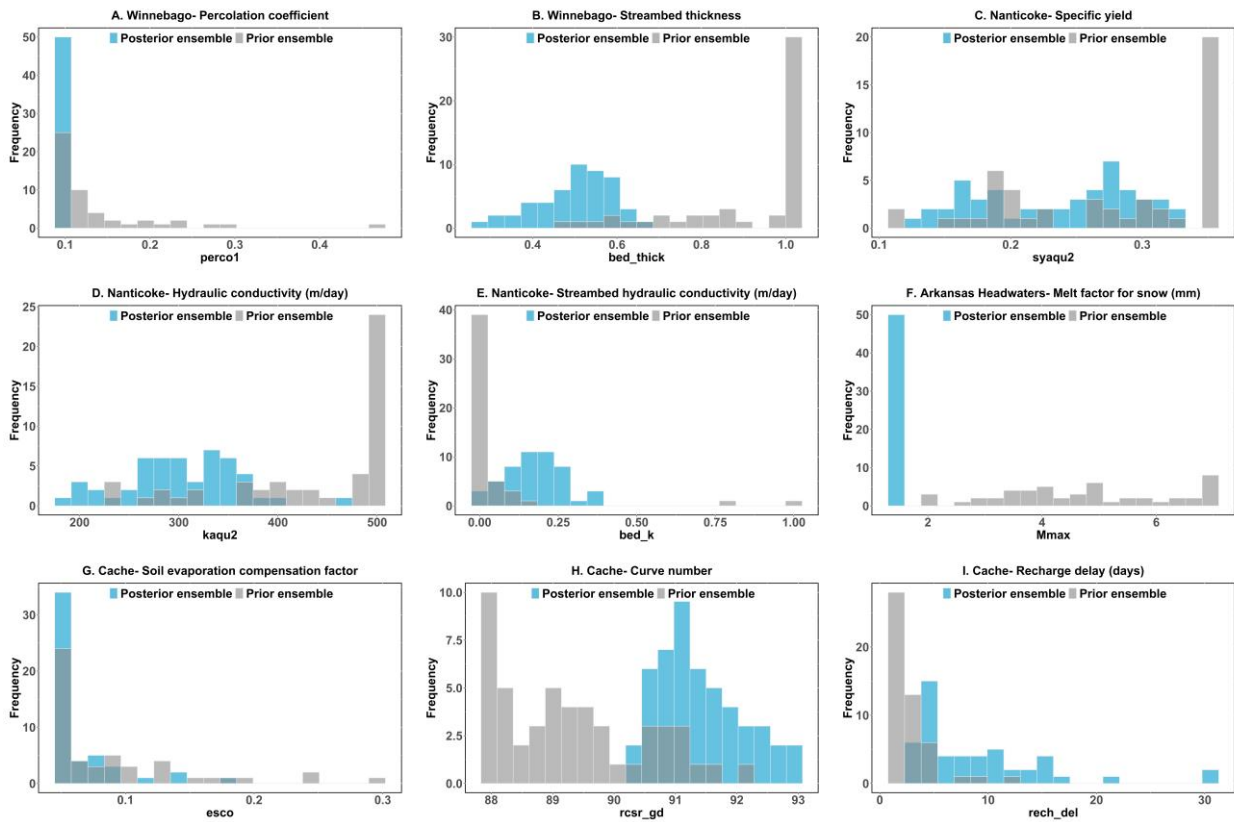 A. Winnebago- Percolation coefficient
Posterior ensemble Prior ensemble
Frequency
50
40
30
20
10
0
0.1 0.2 0.3 0.4
perco1
B. Winnebago- Streambed thickness
Posterior ensemble Prior ensemble
Frequency
30
20
10
0
0.4 0.6 0.8 1.0
bed_thick
C. Nanticoke- Specific yield
Posterior ensemble Prior ensemble
Frequency
20
15
10
5
0
0.1 0.2 0.3
syaqu2
D. Nanticoke- Hydraulic conductivity (m/day)
Posterior ensemble Prior ensemble
Frequency
25
20
15
10
5
0
200 300 400 500
kaqu2
E. Nanticoke- Streambed hydraulic conductivity (m/day)
Posterior ensemble Prior ensemble
Frequency
40
30
20
10
0
0.00 0.25 0.50 0.75 1.00
bed_k
F. Arkansas Headwaters- Melt factor for snow (mm)
Posterior ensemble Prior ensemble
Frequency
50
40
30
20
10
0
2 4 6
Mmax
G. Cache- Soil evaporation compensation factor
Posterior ensemble Prior ensemble
Frequency
30
20
10
0
0.1 0.2 0.3
esco
H. Cache- Curve number
Posterior ensemble Prior ensemble
Frequency
10.0
7.5
5.0
2.5
0.0
88 89 90 91 92 93
rcsr_gd
I. Cache- Recharge delay (days)
Posterior ensemble Prior ensemble
Frequency
20
10
0
0 10 20 30
rech_del